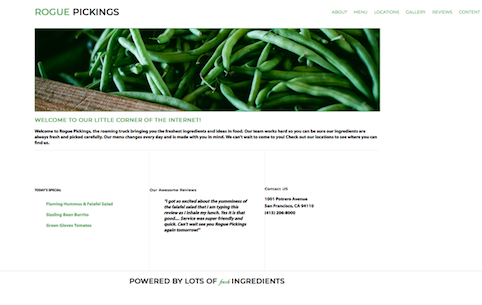 ROGUE PICKINGS
ABOUT MENU LOCATIONS GALLERY REVIEWS CONTENT
WELCOME TO OUR LITTLE CORNER OF THE INTERNET!
Welcome to Rogue Pickings, the roaming truck bringing you the freshest ingredients and ideas in food. Our team works hard so you can be sure our ingredients are
always fresh and picked carefully. Our menu changes every day and is made with you in mind. We can't wait to come to you! Check out our locations to see where you can
find us.
TODAY'S SPECIAL
Flaming Hummus & Falafel Salad
Sizzling Bean Burrito
Green Gloves Tomatos
Our Awesome Reviews
"I got so excited about the yumminess
of the falafel salad that I am typing this
review as I inhale my lunch. Yes it is that
good.... Service was super friendly and
quick. Can't wait see you Rogue Pickings
again tomorrow!"
Contact US
1001 Potrero Avenue
San Francisco, CA 94110
(415) 206-8000
POWERED BY LOTS OF fresh INGREDIENTS